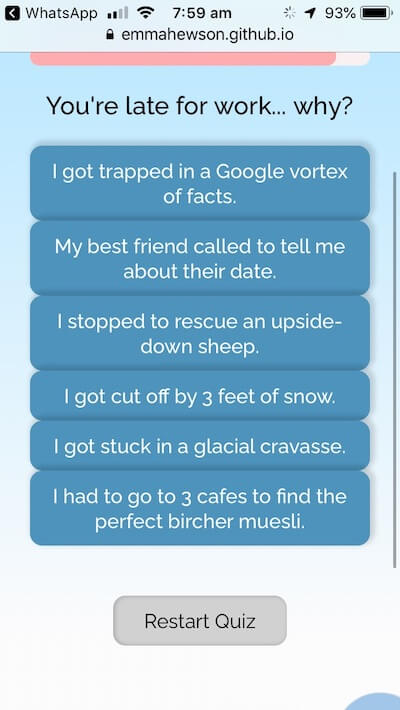 WhatsApp 7:59 am 93%
emmahewson.github.io
You're late for work... why?
I got trapped in a Google vortex
of facts.
My best friend called to tell me
about their date.
I stopped to rescue an upside-
down sheep.
I got cut off by 3 feet of snow.
I got stuck in a glacial cravasse.
I had to go to 3 cafes to find the
perfect bircher muesli.
Restart Quiz